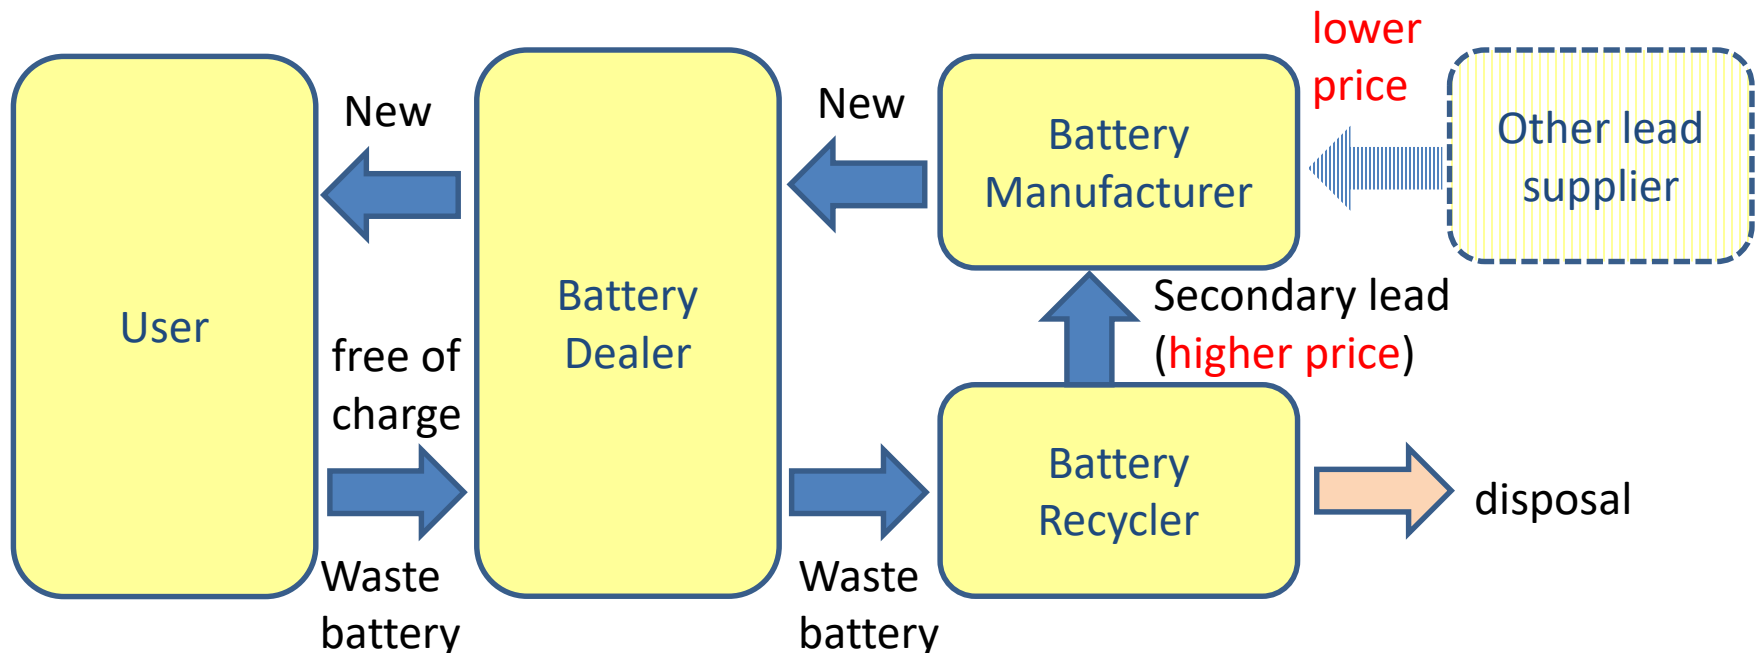 User
New
free of
charge
Waste
battery
Battery
Dealer
New
Waste
battery
Battery
Manufacturer
Secondary lead
(higher price)
Battery
Recycler
lower
price
Other lead
supplier
disposal